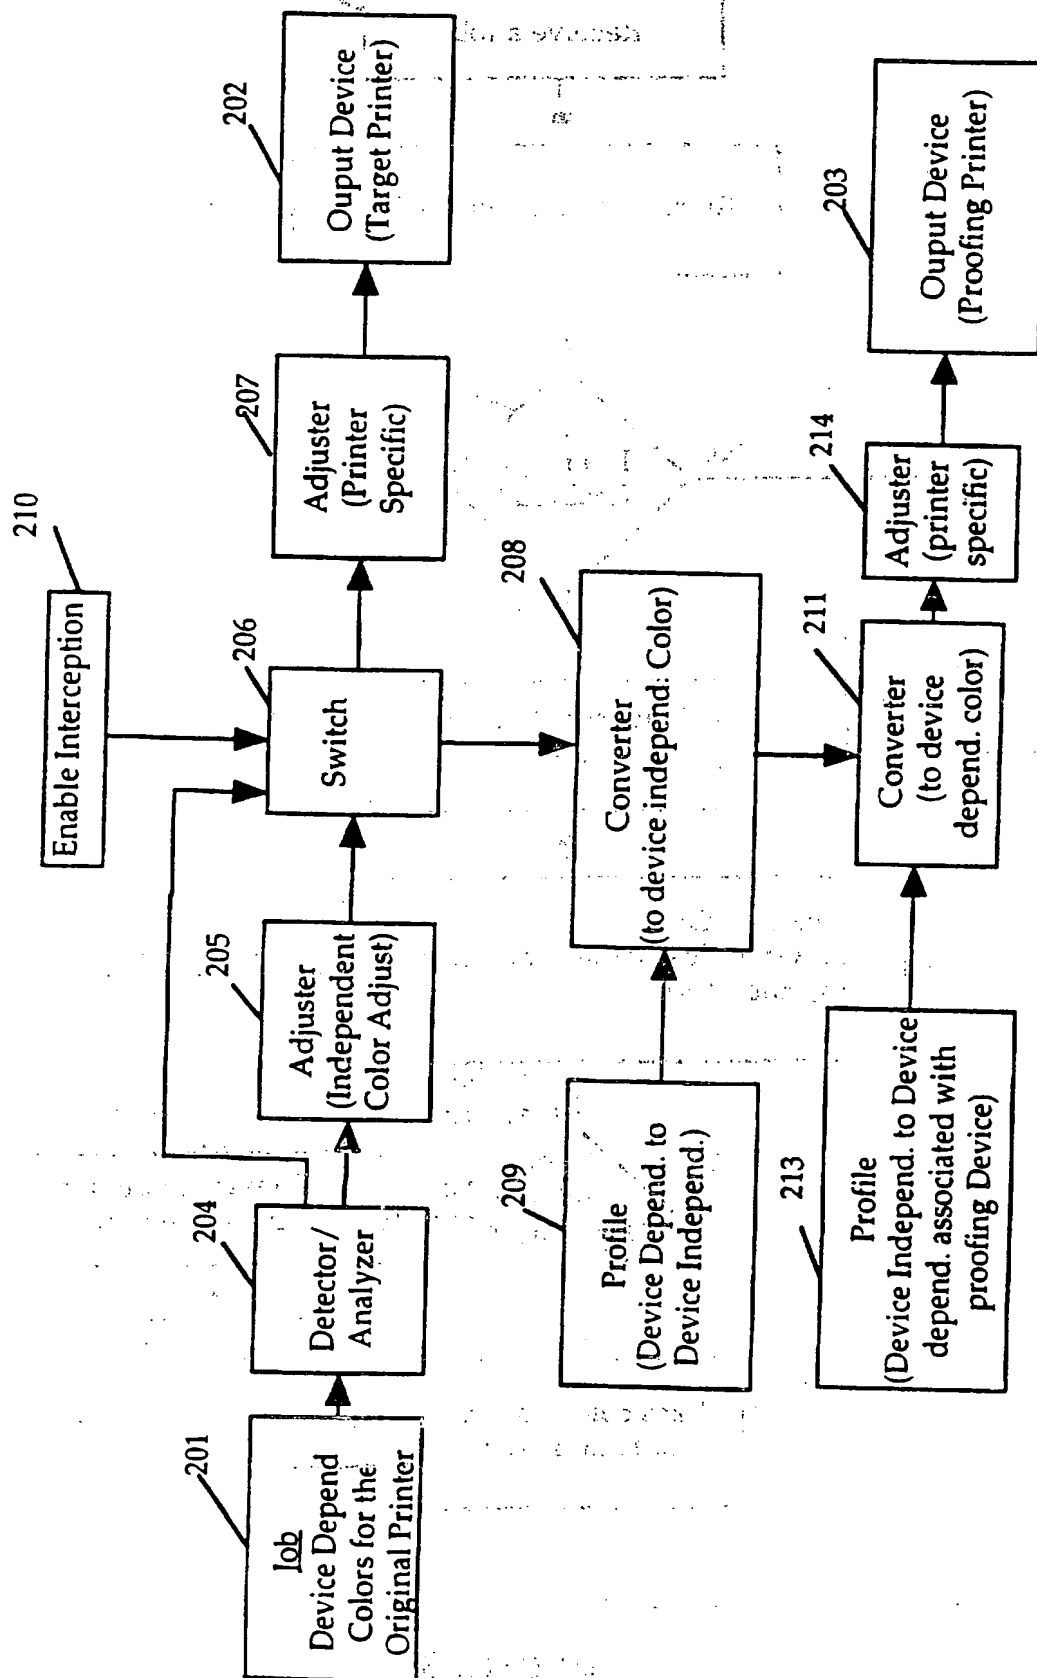 210
Enable Interception
202
Ouput Device
(Target Printer)
207
Adjuster
(Printer
Specific)
206
Switch
205
Adjuster
(Independent
Color Adjust)
204
Detector/
Analyzer
201
Job
Device Depend
Colors for the
Original Printer
208
Converter
(to device independ: Color)
209
Profile
(Device Depend. to
Device Independ.)
203
Ouput Device
(Proofing Printer)
214
Adjuster
(printer
specific)
211
Converter
(to device
depend. color)
213
Profile
(Device Independ. to Device
depend. associated with
proofing Device)